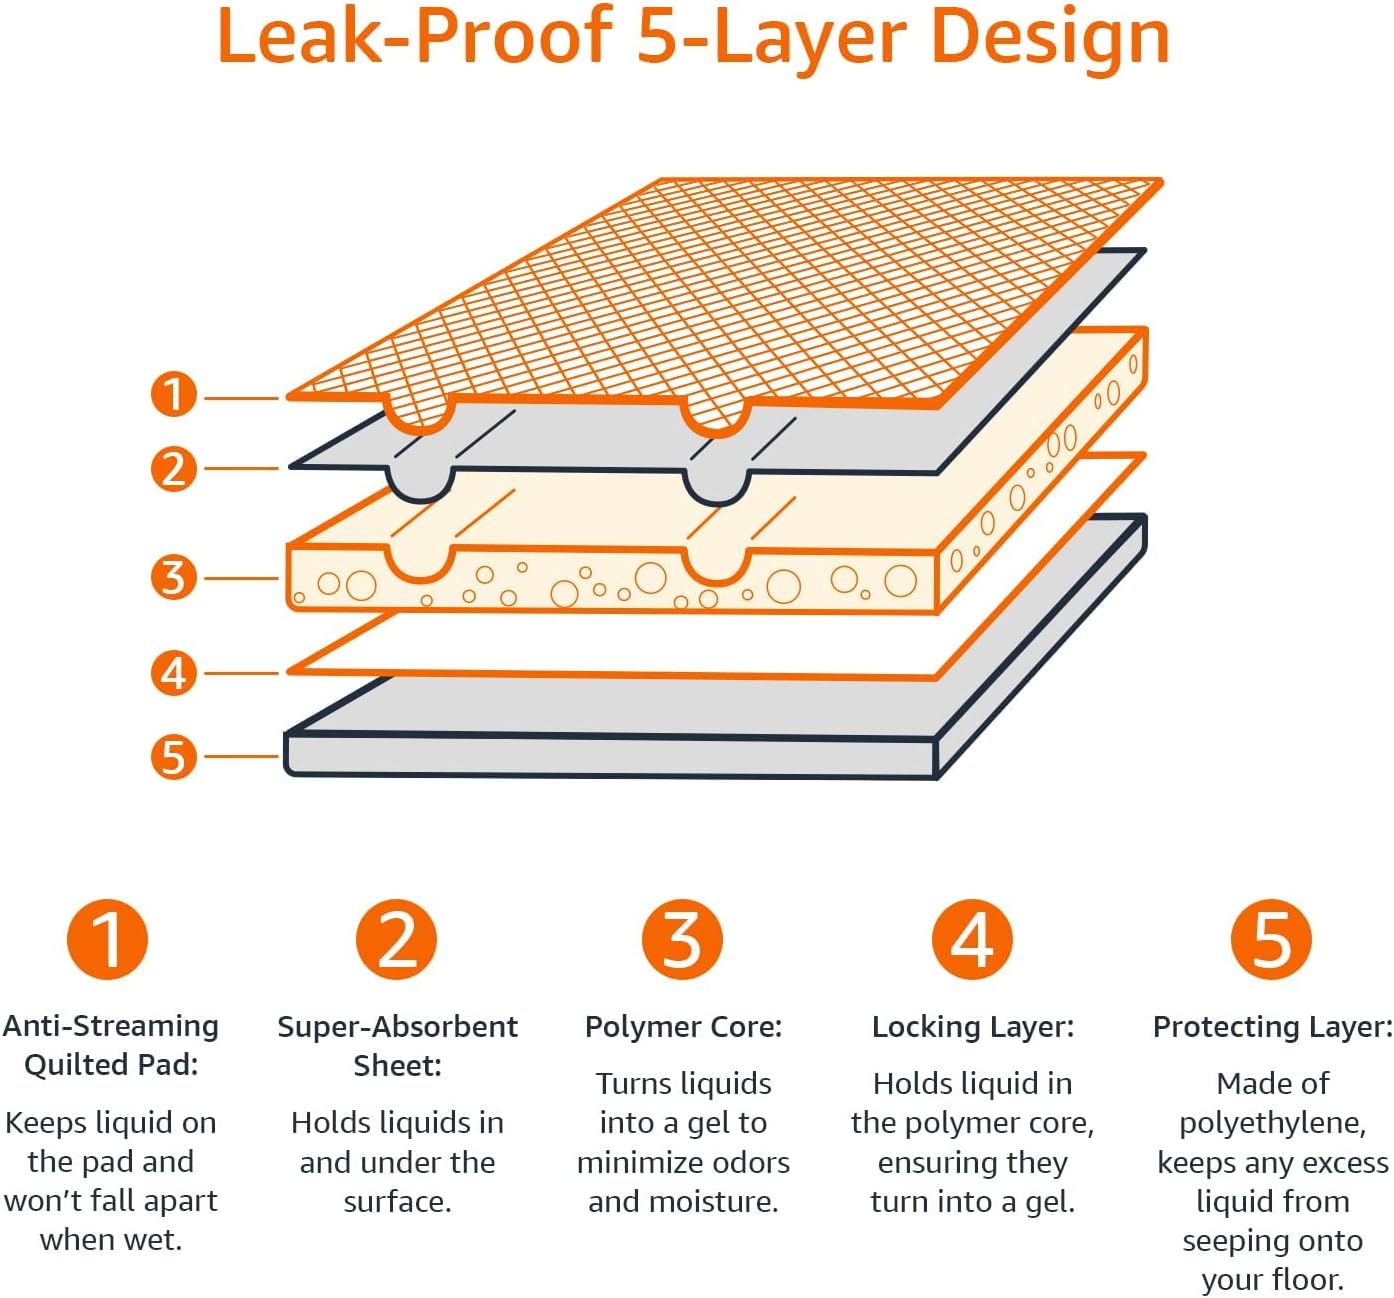 Leak-Proof 5-Layer Design
1
2
3
4
5
1
Anti-Streaming
Quilted Pad:
Keeps liquid on
the pad and
won’t fall apart
when wet.
2
Super-Absorbent
Sheet:
Holds liquids in
and under the
surface.
3
Polymer Core:
Turns liquids
into a gel to
minimize odors
and moisture.
4
Locking Layer:
Holds liquid in
the polymer core,
ensuring they
turn into a gel.
5
Protecting Layer:
Made of
polyethylene,
keeps any excess
liquid from
seeping onto
your floor.